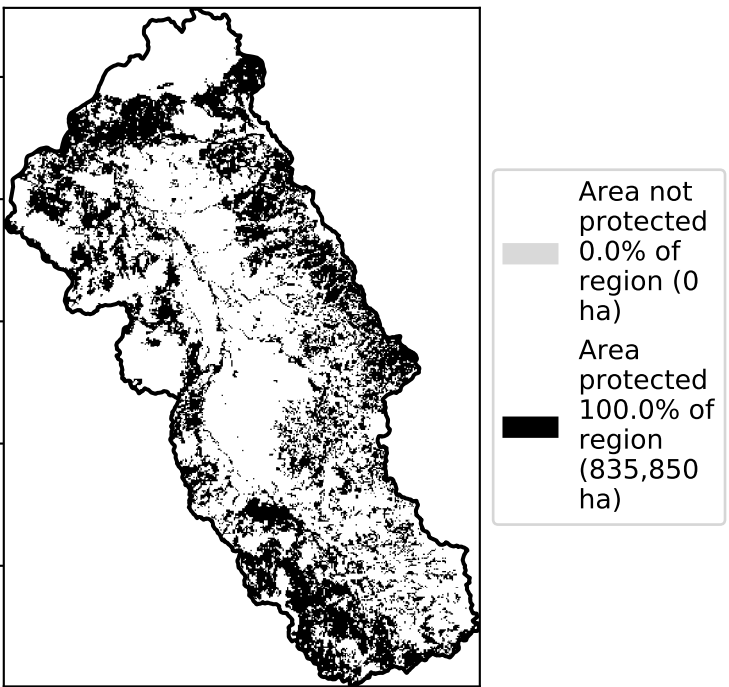 Area not
protected
0.0% of
region (0
ha)
Area
protected
100.0% of
region
(835,850
ha)